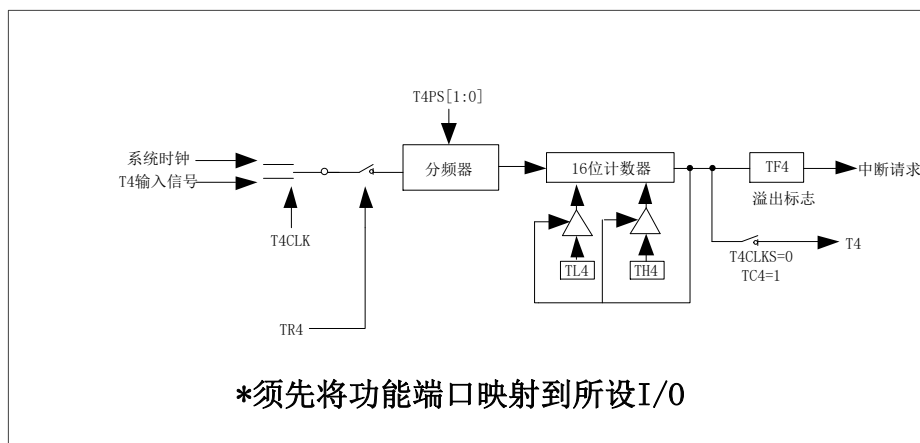 T4PS[1:0]
系统时钟
T4输入信号
分频器
16位计数器
TF4
中断请求
溢出标志
T4CLK
T4
T4CLKS=0
TC4=1
TL4
TH4
TR4
*须先将功能端口映射到所设I/O